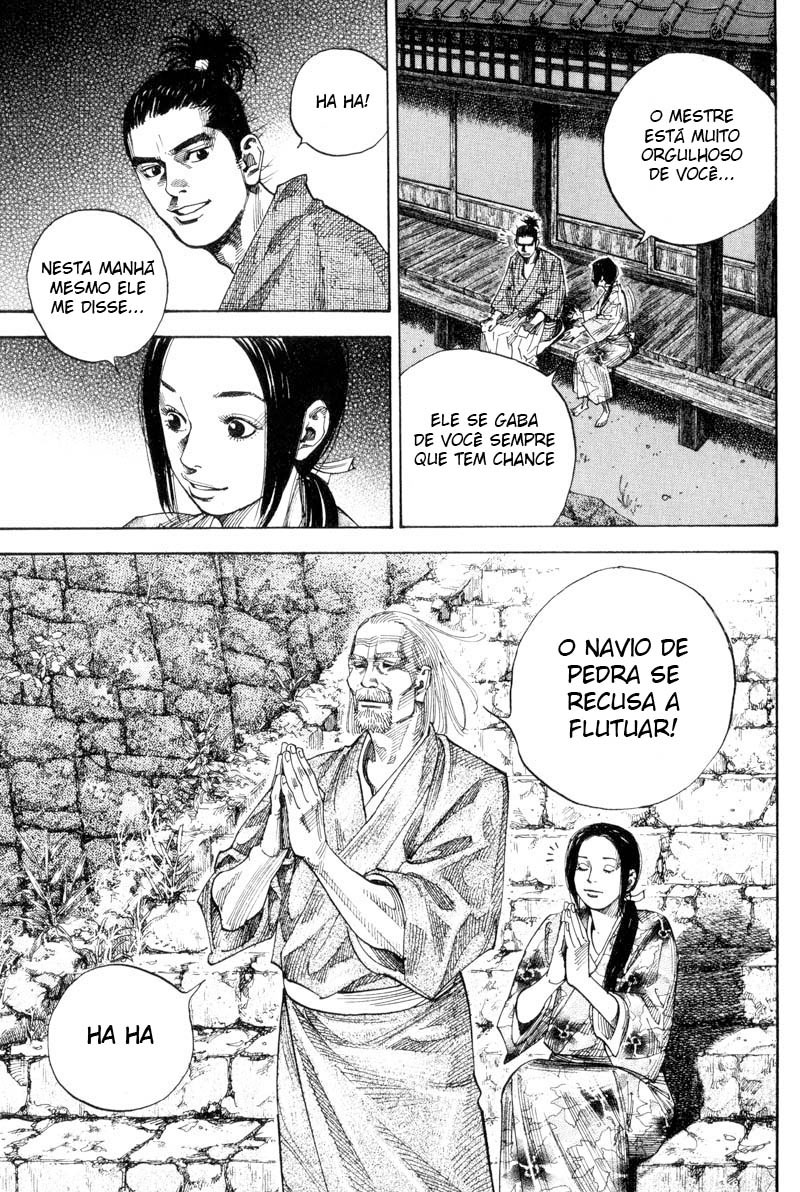 O MESTRE
ESTÁ MUITO
ORGULHOSO
DE VOCÊ...
ELE SE GABA
DE VOCÊ SEMPRE
QUE TEM CHANCE
HA HA!
NESTA MANHÃ
MESMO ELE
ME DISSE...
O NAVIO DE
PEDRA SE
RECUSA A
FLUTUAR!
HA HA